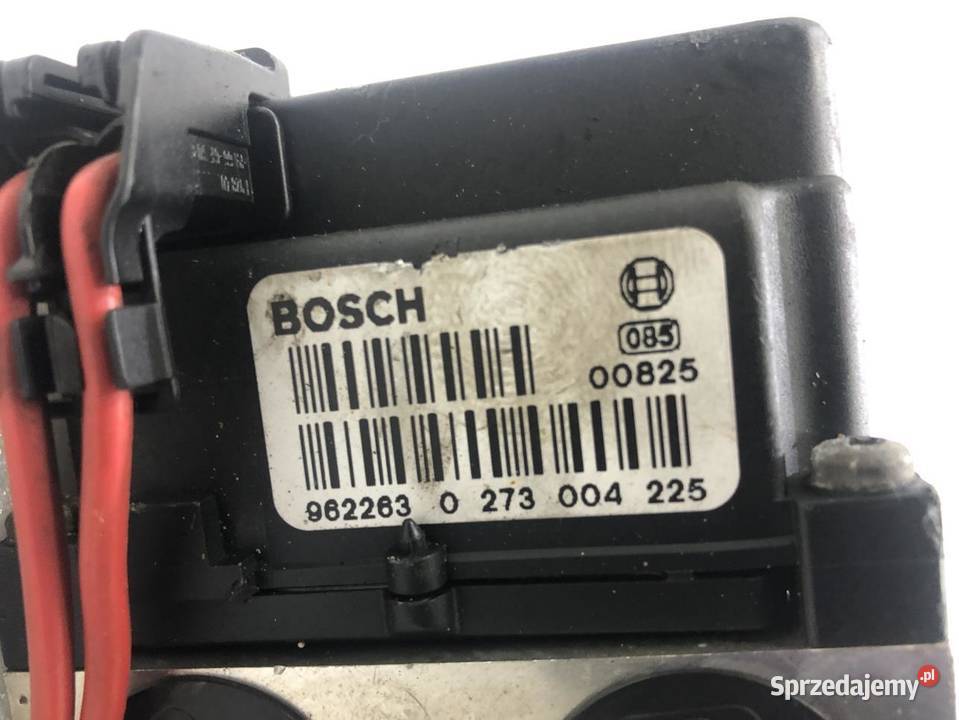 BOSCH
085
00825
962263 0 273 004 225
Sprzedajemy.pl